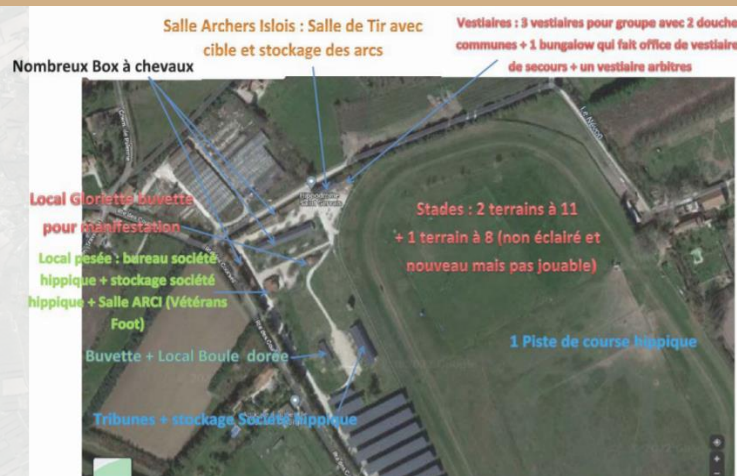 Salle Archers Islois : Salle de Tir avec
cible et stockage des arcs
Vestiaires : 3 vestiaires pour groupe avec 2 douche
communes + 1 bungalow qui fait office de vestiaire
de secours + un vestiaire arbitres
Nombreux Box à chevaux
Le Névon
Local Gloriette buvette
pour manifestation
Stades : 2 terrains à 11
+ 1 terrain à 8 (non éclairé et
nouveau mais pas jouable)
Local pesée : bureau société
hippique + stockage société
hippique + Salle ARCI (Vétérans
Foot)
Buvette + Local Boule dorée
1 Piste de course hippique
Tribunes + stockage Société hippique